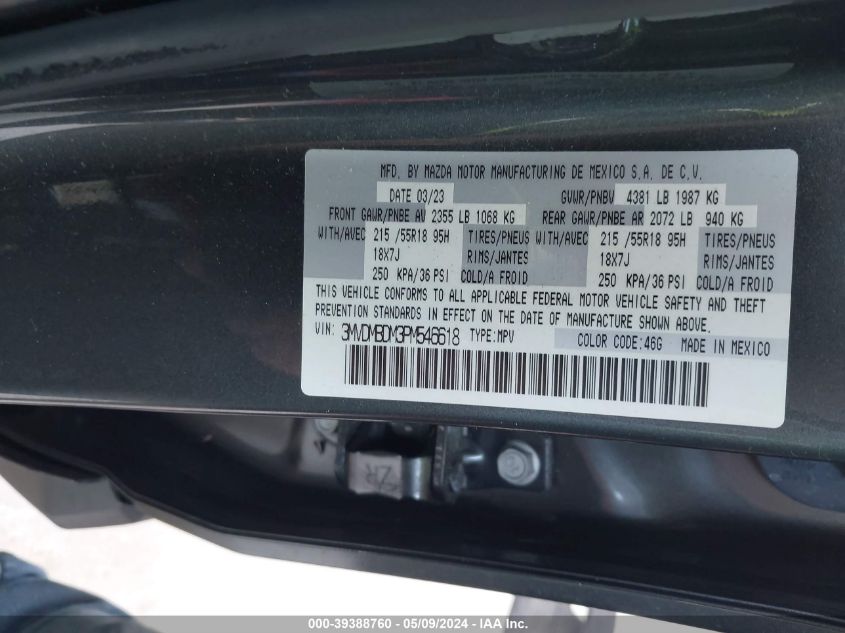 MFD. BY MAZDA MOTOR MANUFACTURING DE MEXICO S.A. DE C.V.
DATE 03/23 GVWR/PNBV 4381 LB 1987 KG
FRONT GAWR/PNBE AV 2355 LB 1068 KG REAR GAWR/PNBE AR 2072 LB 940 KG
WITH/AVEC 215 /55R18 95H TIRES/PNEUS WITH/AVEC 215 /55R18 95H TIRES/PNEUS
18X7J RIMS/JANTES 18X7J RIMS/JANTES
250 KPA/36 PSI COLD/A FROID 250 KPA/36 PSI COLD/A FROID
THIS VEHICLE CONFORMS TO ALL APPLICABLE FEDERAL MOTOR VEHICLE SAFETY AND THEFT
PREVENTION STANDARDS IN EFFECT ON THE DATE OF MANUFACTURE SHOWN ABOVE.
VIN: 3MVDMBDM3PM546618 TYPE:MPV COLOR CODE:46G MADE IN MEXICO
ZR
000-39388760 - 05/09/2024 - IAA Inc.